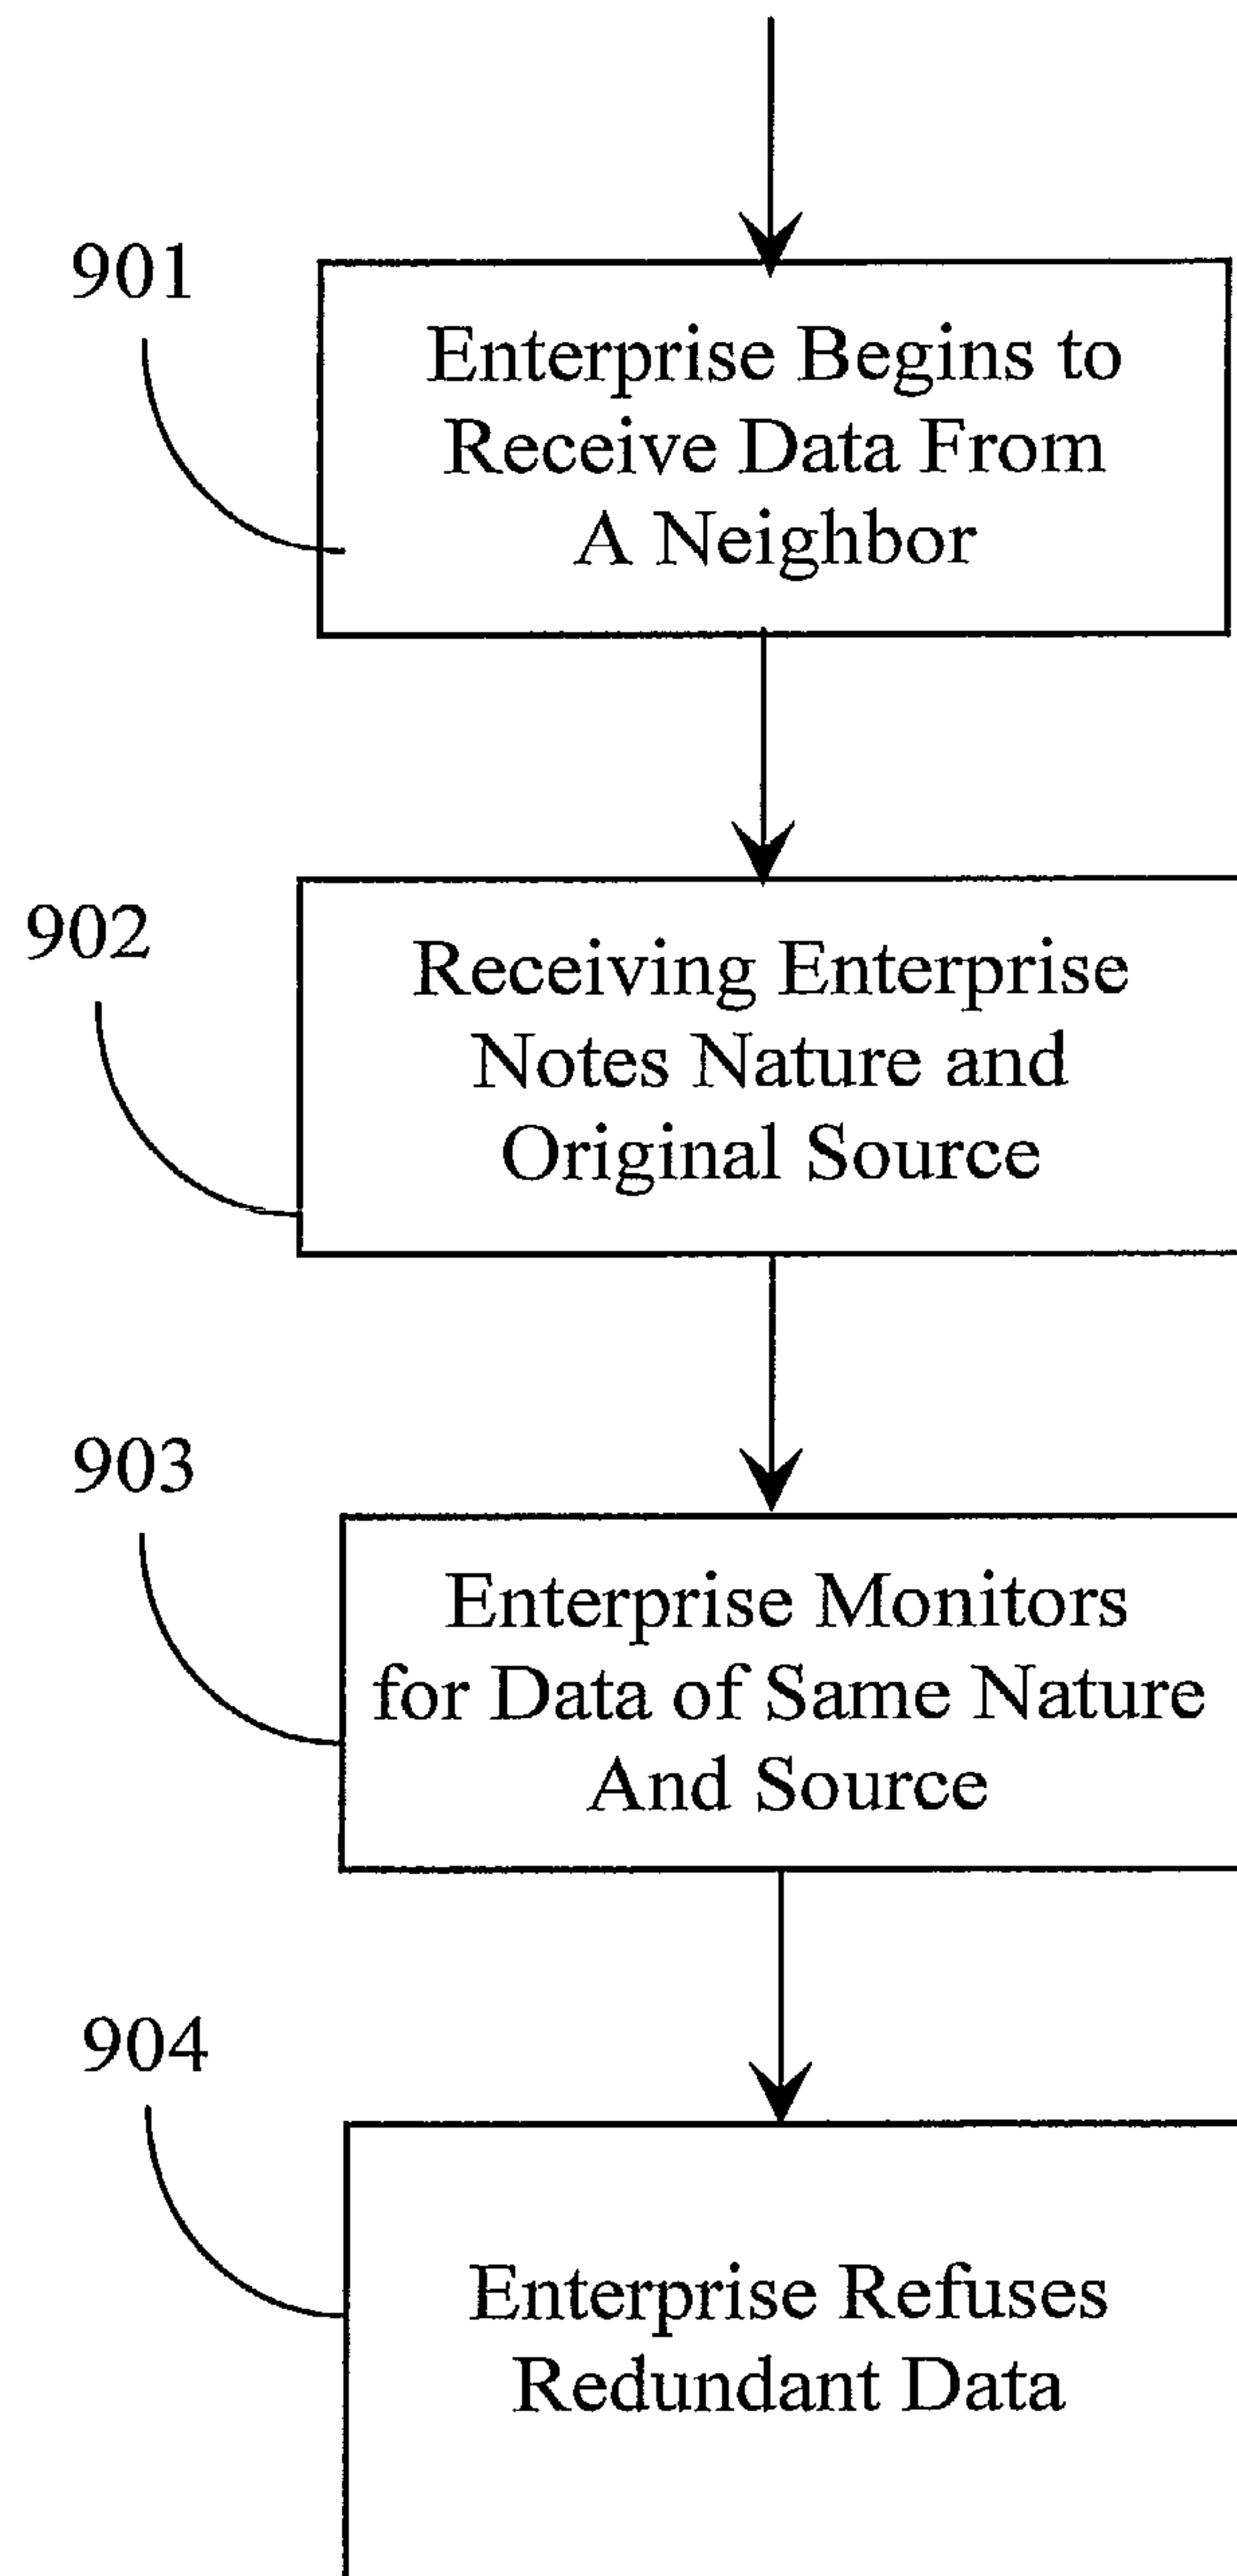 901
Enterprise Begins to
Receive Data From
A Neighbor
902
Receiving Enterprise
Notes Nature and
Original Source
903
Enterprise Monitors
for Data of Same Nature
And Source
904
Enterprise Refuses
Redundant Data